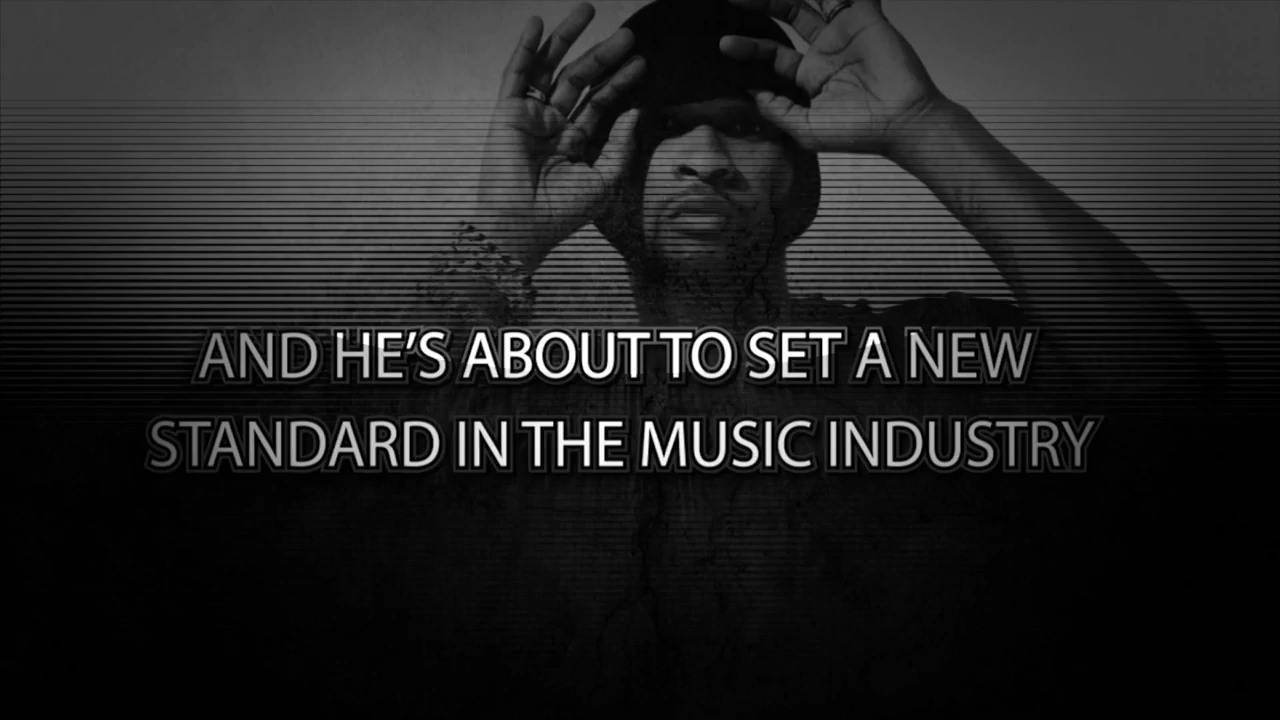 AND HE’S ABOUT TO SET A NEW
STANDARD IN THE MUSIC INDUSTRY